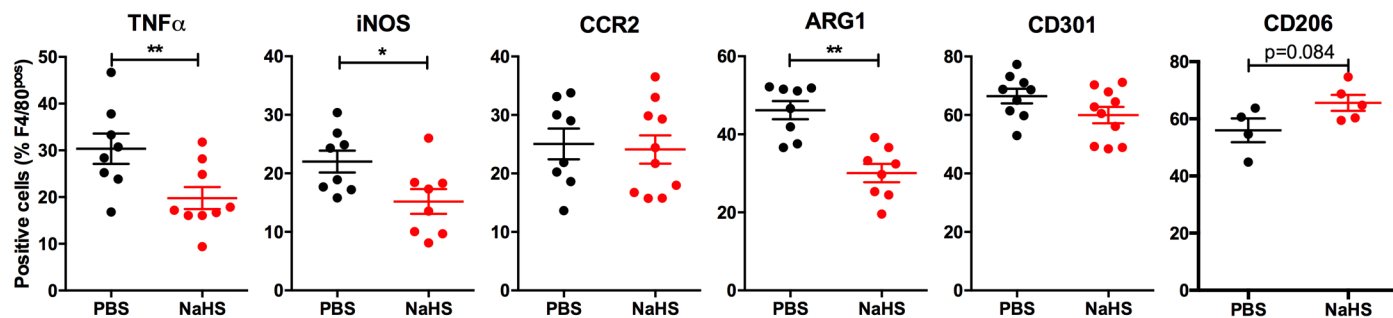 TNFα
iNOS
CCR2
ARG1
CD301
CD206
Positive cells (% F4/80ᵖᵒˢ)
**
*
**
p=0.084
50
40
30
20
10
0
PBS
NaHS
40
30
20
10
0
PBS
NaHS
40
30
20
10
0
PBS
NaHS
60
40
20
0
PBS
NaHS
80
60
40
20
0
PBS
NaHS
80
60
40
20
0
PBS
NaHS